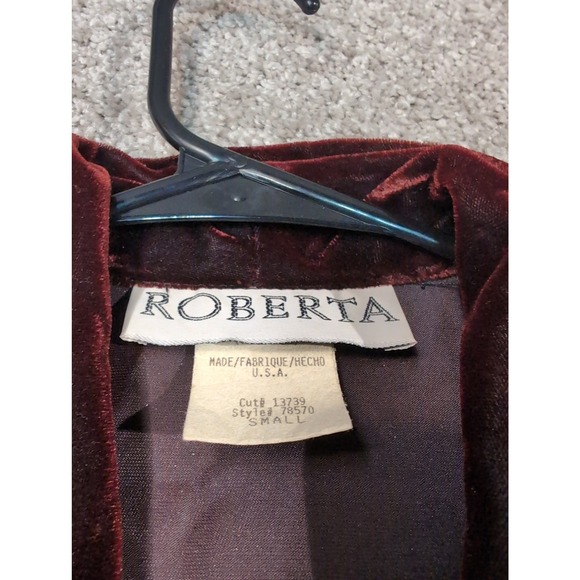 ROBERTA
MADE/FABRIQUE/HECHO
U.S.A.
Cut# 13739
Style# 78570
SMALL